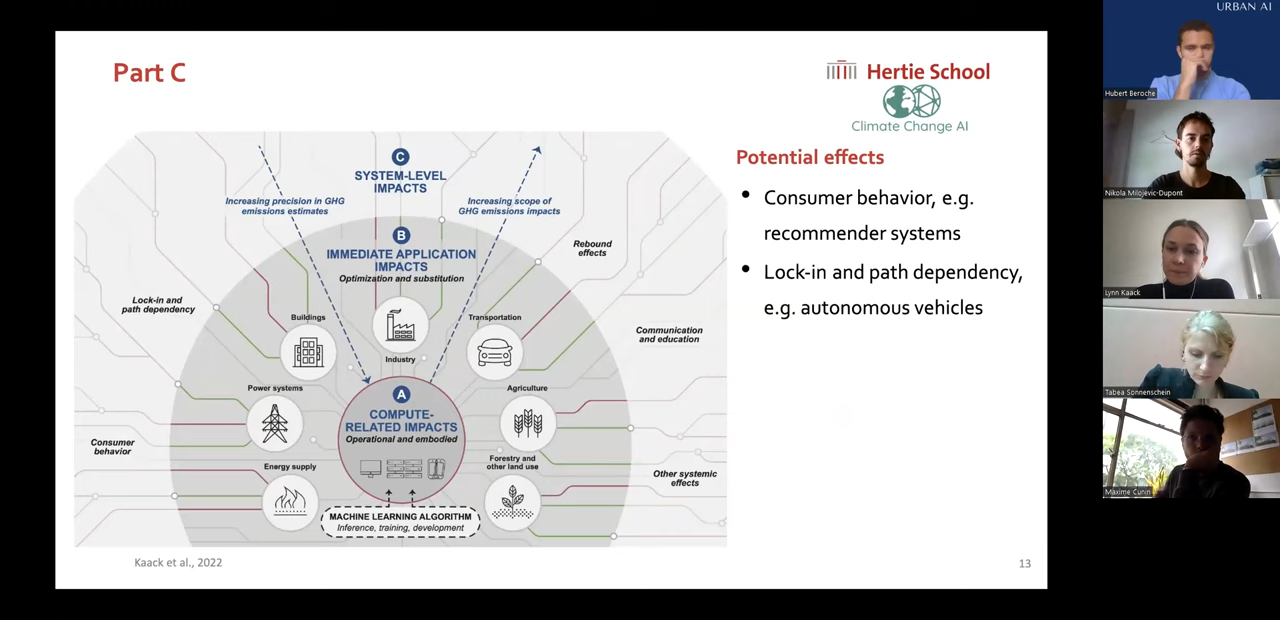 URBAN AI
Part C
Hertie School
Climate Change AI
C
SYSTEM-LEVEL
IMPACTS
Increasing precision in GHG
emissions estimates
Increasing scope of
GHG emissions impacts
B
IMMEDIATE APPLICATION
IMPACTS
Optimization and substitution
Rebound
effects
Lock-in and
path dependency
Buildings
Industry
Transportation
Communication
and education
Power systems
Agriculture
A
COMPUTE-
RELATED IMPACTS
Operational and embodied
Consumer
behavior
Energy supply
Forestry and
other land use
Other systemic
effects
MACHINE LEARNING ALGORITHM
Inference, training, development
Kaack et al., 2022
Potential effects
• Consumer behavior, e.g.
recommender systems
• Lock-in and path dependency,
e.g. autonomous vehicles
13
Hubert Beroche
Nikola Milojevic-Dupont
Lynn Kaack
Tabea Sonnenschein
Maxime Cunin